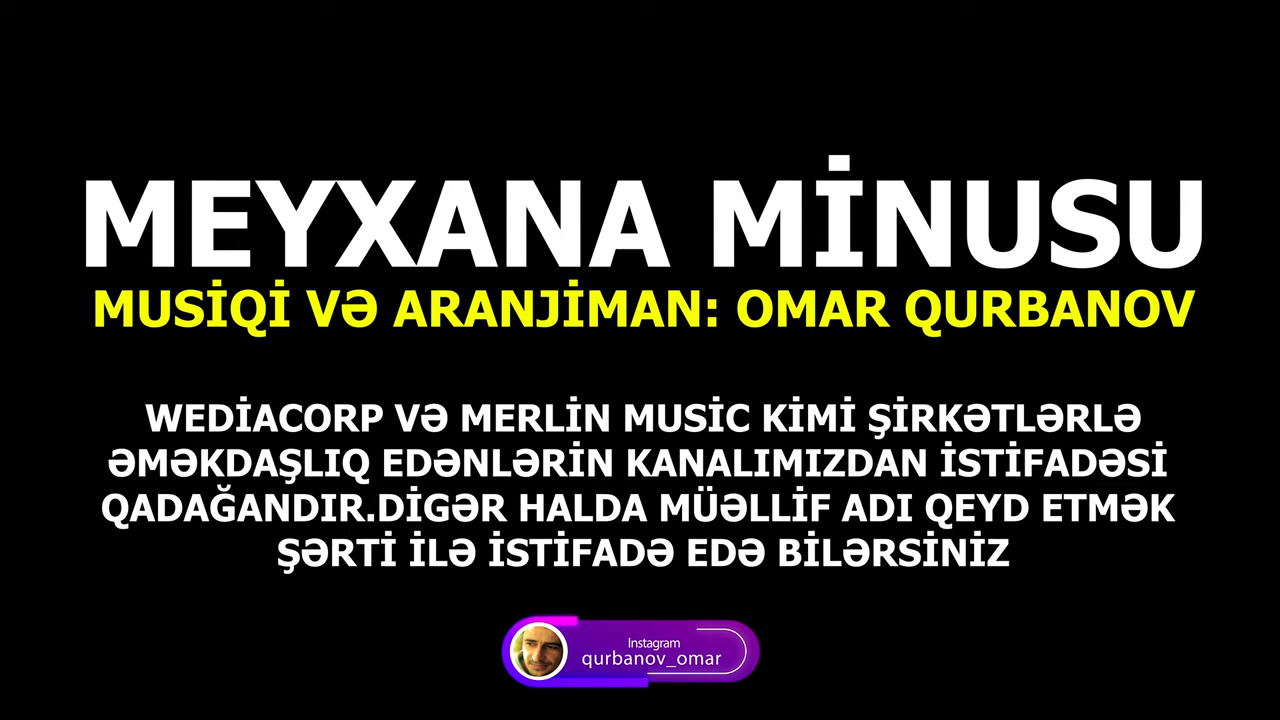 MEYXANA MİNUSU
MUSİQİ VƏ ARANJİMAN: OMAR QURBANOV
WEDİACORP VƏ MERLİN MUSİC KİMİ ŞİRKƏTLƏRLƏ
ƏMƏKDAŞLIQ EDƏNLƏRİN KANALIMIZDAN İSTİFADƏSİ
QADAĞANDIR.DİGƏR HALDA MÜƏLLİF ADI QEYD ETMƏK
ŞƏRTİ İLƏ İSTİFADƏ EDƏ BİLƏRSİNİZ
Instagram
qurbanov_omar